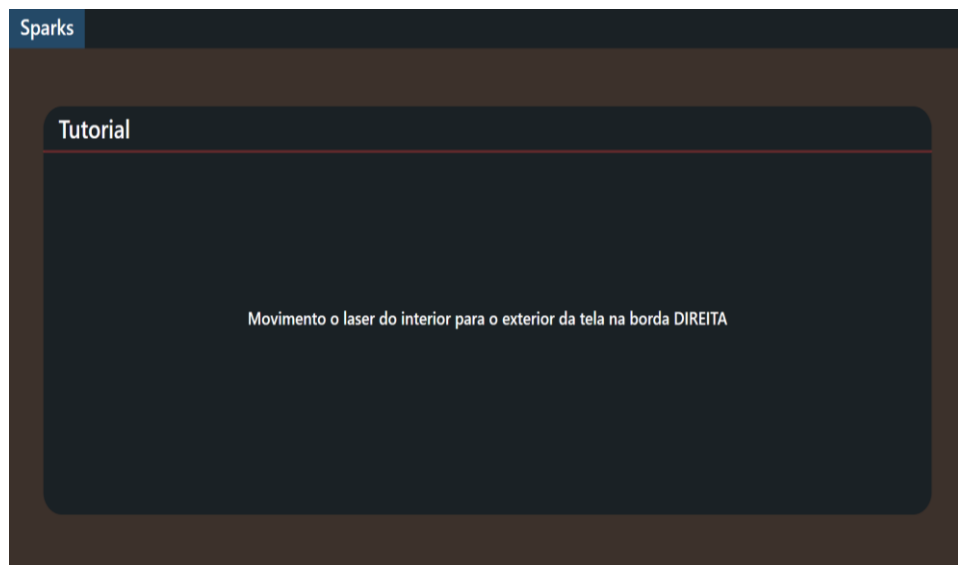 Sparks
Tutorial
Movimento o laser do interior para o exterior da tela na borda DIREITA